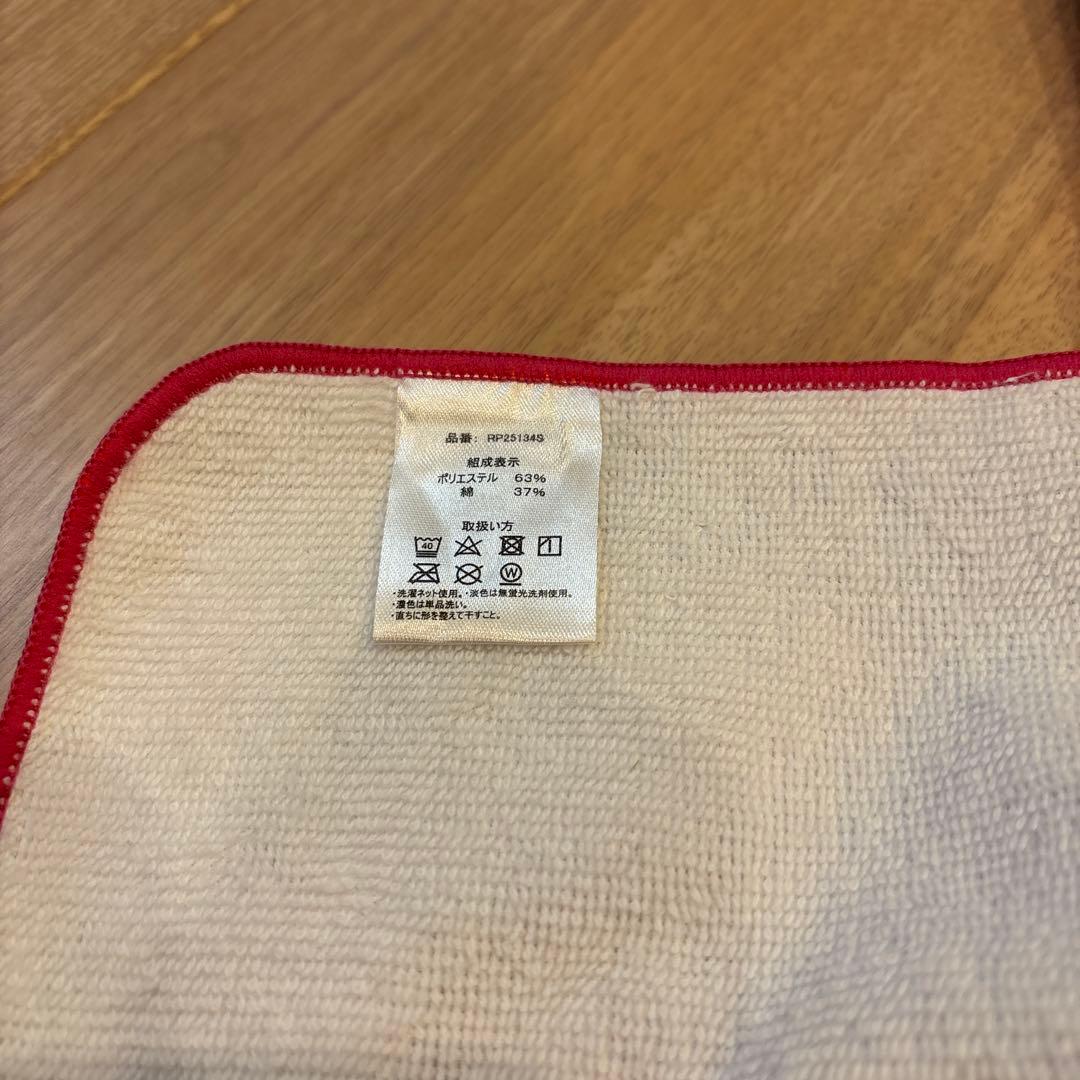 品番: RP25134S
組成表示
ポリエステル 63%
綿 37%
取扱い方
40
W
・洗濯ネット使用。・淡色は無蛍光洗剤使用。
・濃色は単品洗い。
・直ちに形を整えて干すこと。